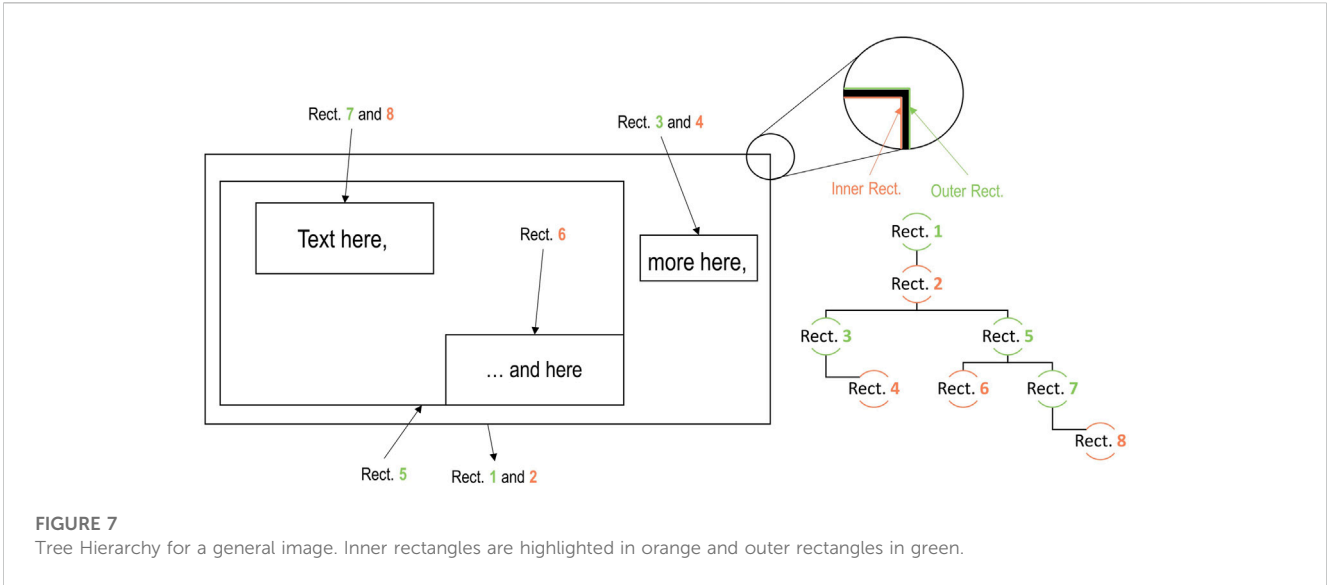 Rect. 7 and 8
Rect. 3 and 4
Inner Rect.
Outer Rect.
Text here,
Rect. 6
more here,
... and here
Rect. 5
Rect. 1 and 2
Rect. 1
Rect. 2
Rect. 3
Rect. 5
Rect. 4
Rect. 6
Rect. 7
Rect. 8
FIGURE 7
Tree Hierarchy for a general image. Inner rectangles are highlighted in orange and outer rectangles in green.